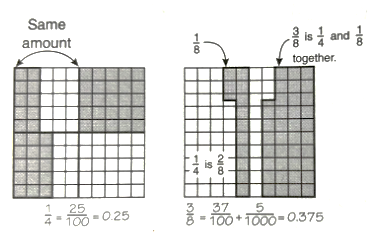 Same
amount
1/8
3/8 is 1/4 and 1/8
together.
1/4 is 2/8
1/4 = 25/100 = 0.25
3/8 = 37/100 + 5/1000 = 0.375